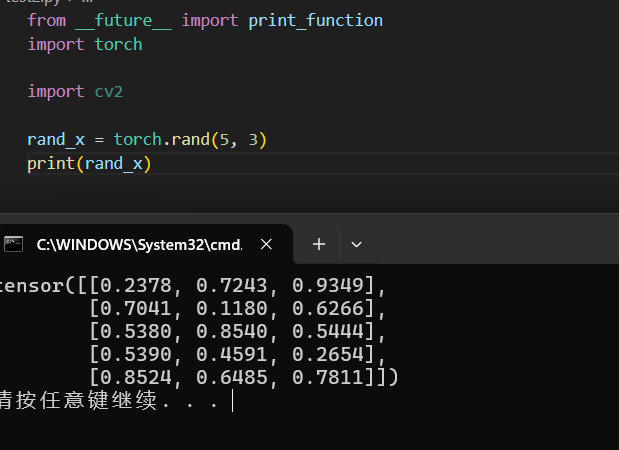 from __future__ import print_function
import torch
import cv2
rand_x = torch.rand(5, 3)
print(rand_x)
C:\WINDOWS\System32\cmd.
tensor([[0.2378, 0.7243, 0.9349],
[0.7041, 0.1180, 0.6266],
[0.5380, 0.8540, 0.5444],
[0.5390, 0.4591, 0.2654],
[0.8524, 0.6485, 0.7811]])
请按任意键继续. . .